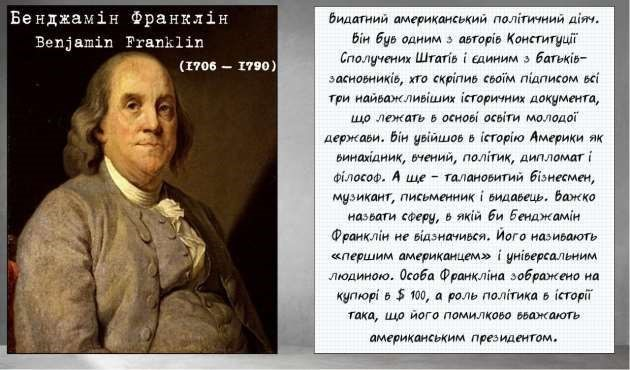 Бенджамін Франклін
Benjamin Franklin
(1706 – 1790)
Видатний американський політичний діяч.
Він був одним з авторів Конституції
Сполучених Штатів і єдиним з батьків-
засновників, хто скріпив своїм підписом всі
три найважливіших історичних документа,
що лежать в основі освіти молодої
держави. Він увійшов в історію Америки як
винахідник, вчений, політик, дипломат і
філософ. А ще – талановитий бізнесмен,
музикант, письменник і видавець. Важко
назвати сферу, в якій би Бенджамін
Франклін не відзначився. Його називають
«першим американцем» і універсальним
людиною. Особа Франкліна зображено на
купюрі в $ 100, а роль політика в історії
така, що його помилково вважають
американським президентом.